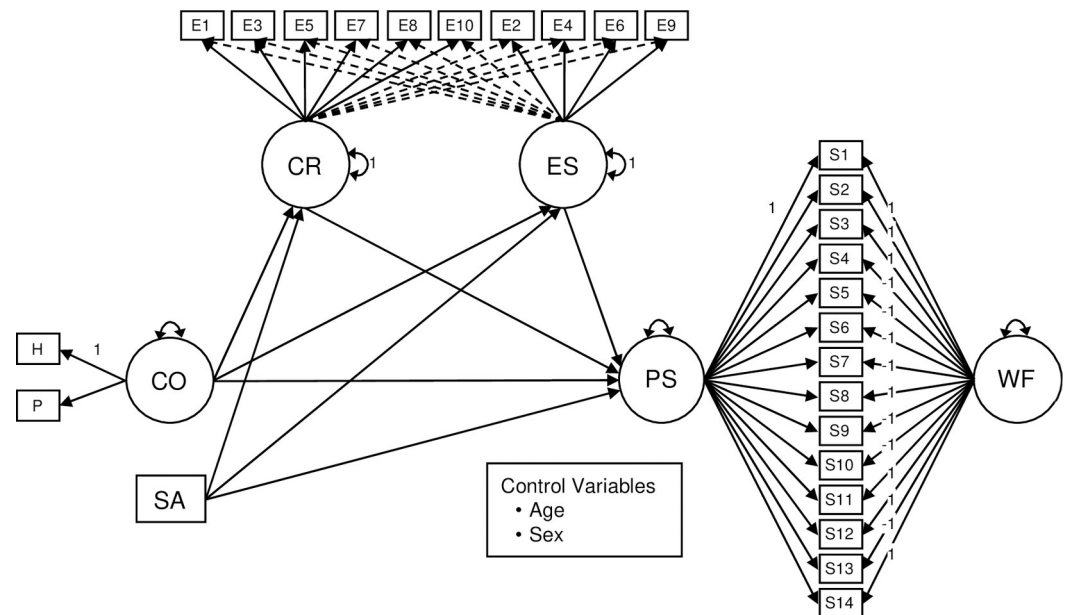 E1 E3 E5 E7 E8 E10 E2 E4 E6 E9
CR
1
ES
1
H
P
1
CO
SA
PS
Control Variables
• Age
• Sex
1
S1
S2
S3
S4
S5
S6
S7
S8
S9
S10
S11
S12
S13
S14
1
1
1
-1
-1
-1
-1
1
-1
1
1
-1
-1
1
WF